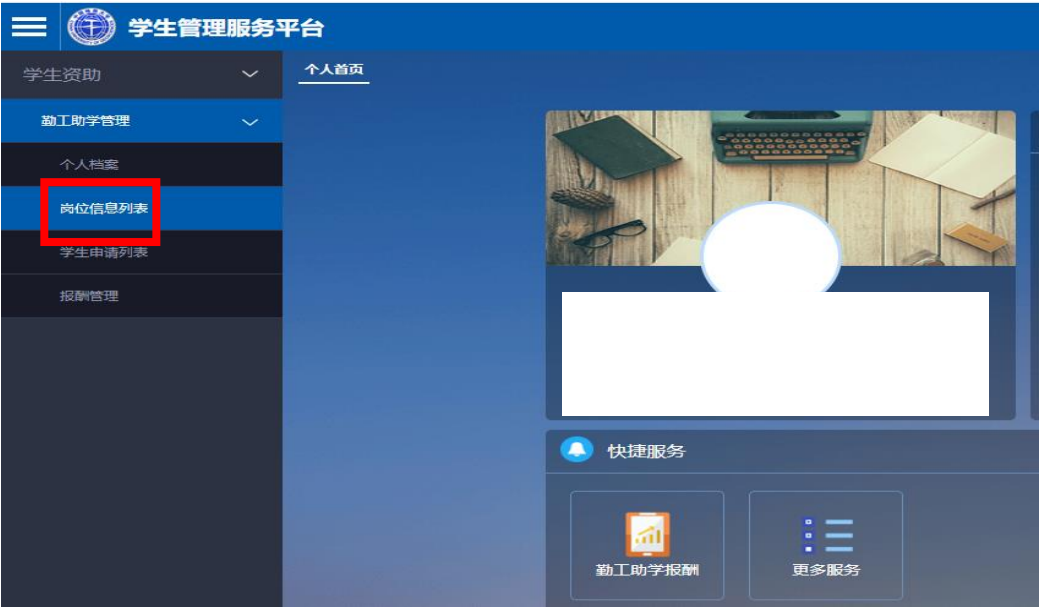 学生管理服务平台
学生资助
个人首页
勤工助学管理
个人档案
岗位信息列表
学生申请列表
报酬管理
快捷服务
勤工助学报酬
更多服务